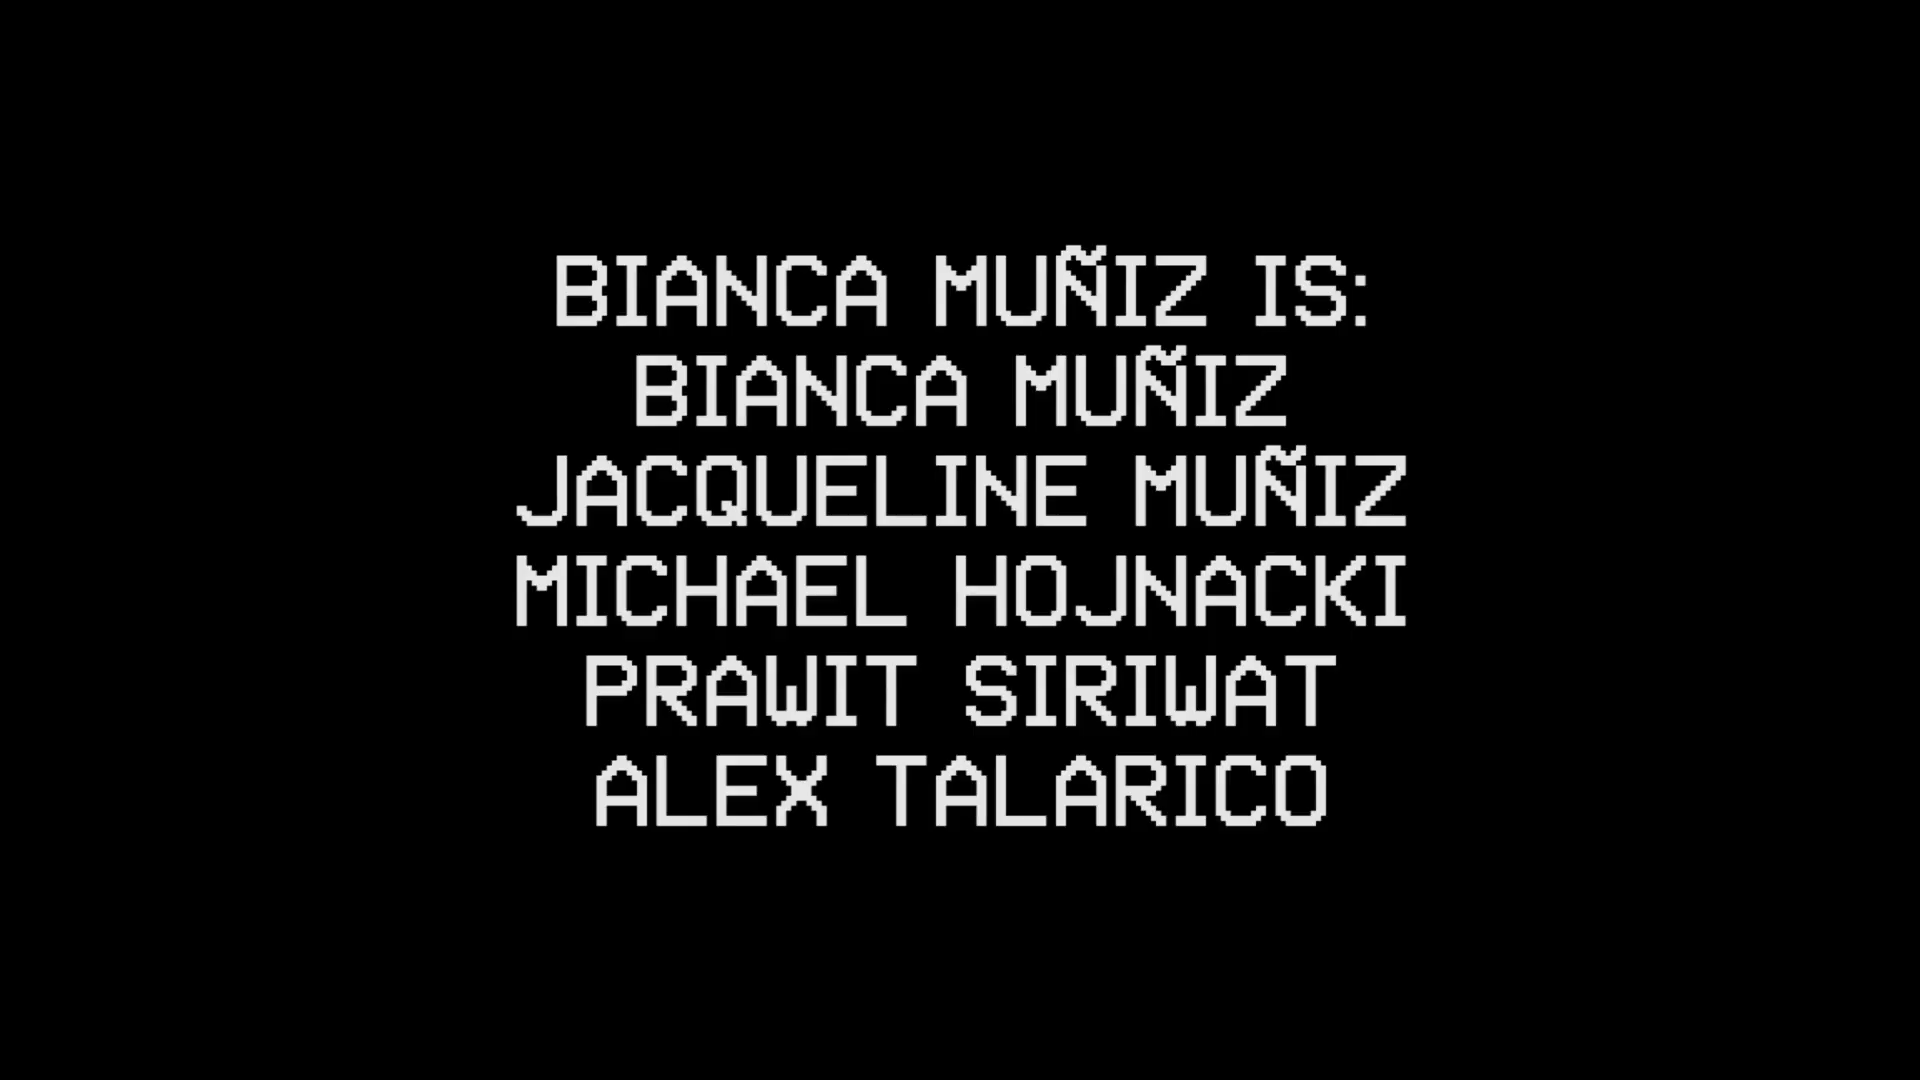 BIANCA MUÑIZ IS:
BIANCA MUÑIZ
JACQUELINE MUÑIZ
MICHAEL HOJNACKI
PRAWIT SIRIWAT
ALEX TALARICO